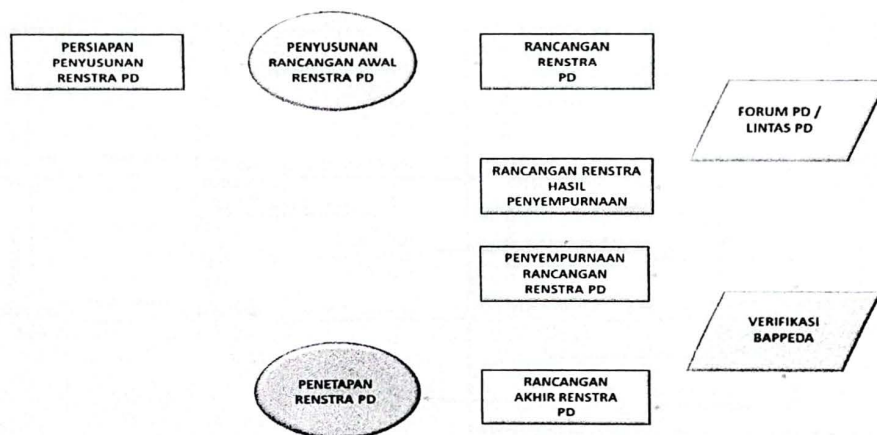 PERSIAPAN
PENYUSUNAN
RENSTRA PD
PENYUSUNAN
RANCANGAN AWAL
RENSTRA PD
RANCANGAN
RENSTRA
PD
FORUM PD /
LINTAS PD
RANCANGAN RENSTRA
HASIL
PENYEMPURNAAN
PENYEMPURNAAN
RANCANGAN
RENSTRA PD
VERIFIKASI
BAPPEDA
PENETAPAN
RENSTRA PD
RANCANGAN
AKHIR RENSTRA
PD